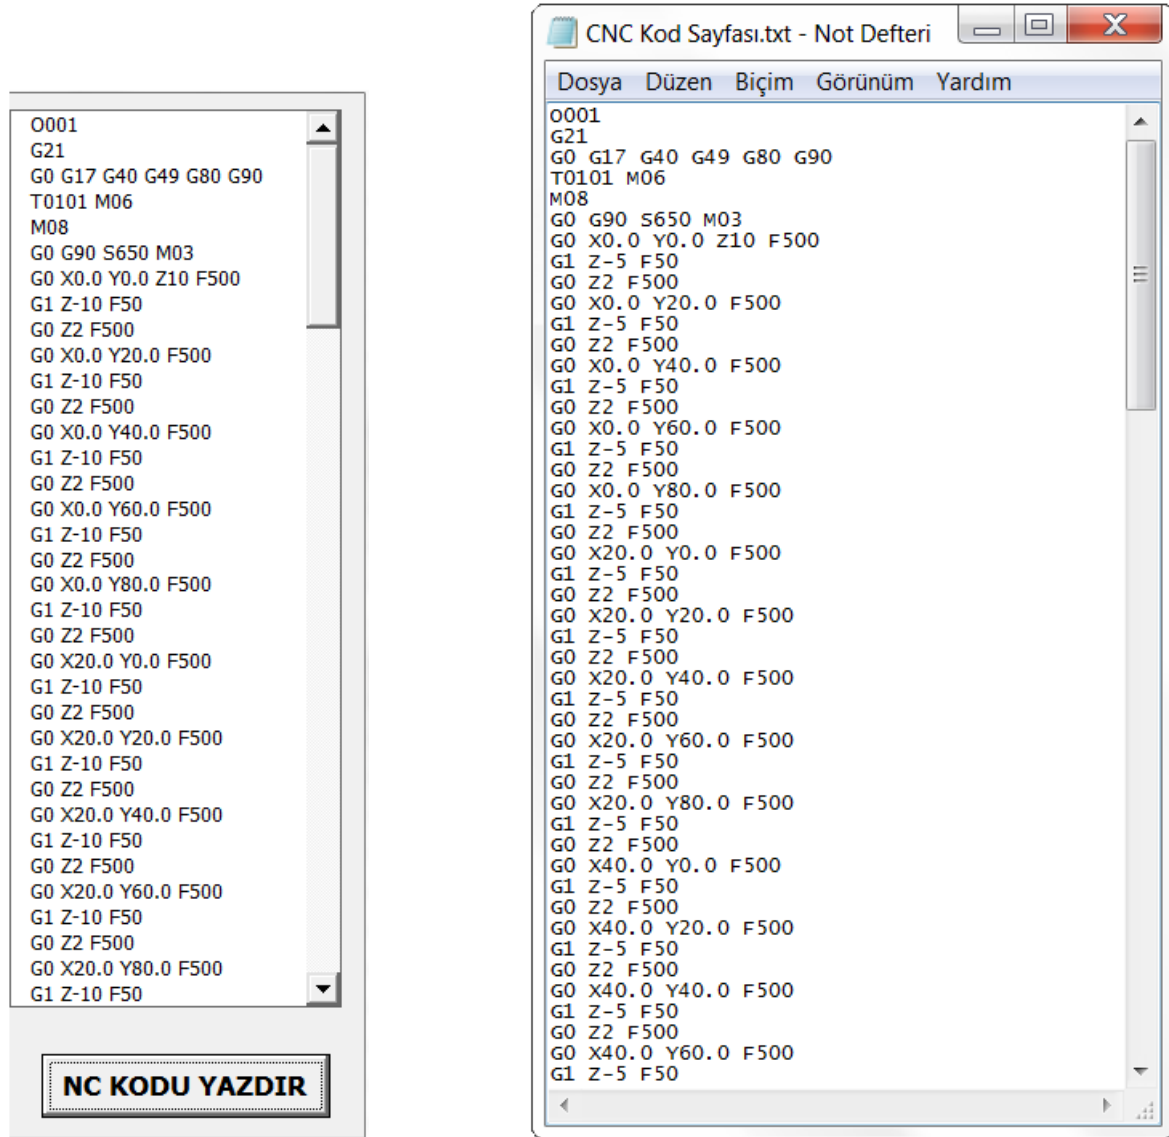 O001
G21
G0 G17 G40 G49 G80 G90
T0101 M06
M08
G0 G90 S650 M03
G0 X0.0 Y0.0 Z10 F500
G1 Z-10 F50
G0 Z2 F500
G0 X0.0 Y20.0 F500
G1 Z-10 F50
G0 Z2 F500
G0 X0.0 Y40.0 F500
G1 Z-10 F50
G0 Z2 F500
G0 X0.0 Y60.0 F500
G1 Z-10 F50
G0 Z2 F500
G0 X0.0 Y80.0 F500
G1 Z-10 F50
G0 Z2 F500
G0 X20.0 Y0.0 F500
G1 Z-10 F50
G0 Z2 F500
G0 X20.0 Y20.0 F500
G1 Z-10 F50
G0 Z2 F500
G0 X20.0 Y40.0 F500
G1 Z-10 F50
G0 Z2 F500
G0 X20.0 Y60.0 F500
G1 Z-10 F50
G0 Z2 F500
G0 X20.0 Y80.0 F500
G1 Z-10 F50
NC KODU YAZDIR
CNC Kod Sayfası.txt - Not Defteri
Dosya Düzen Biçim Görünüm Yardım
O001
G21
G0 G17 G40 G49 G80 G90
T0101 M06
M08
G0 G90 S650 M03
G0 X0.0 Y0.0 Z10 F500
G1 Z-5 F50
G0 Z2 F500
G0 X0.0 Y20.0 F500
G1 Z-5 F50
G0 Z2 F500
G0 X0.0 Y40.0 F500
G1 Z-5 F50
G0 Z2 F500
G0 X0.0 Y60.0 F500
G1 Z-5 F50
G0 Z2 F500
G0 X0.0 Y80.0 F500
G1 Z-5 F50
G0 Z2 F500
G0 X20.0 Y0.0 F500
G1 Z-5 F50
G0 Z2 F500
G0 X20.0 Y20.0 F500
G1 Z-5 F50
G0 Z2 F500
G0 X20.0 Y40.0 F500
G1 Z-5 F50
G0 Z2 F500
G0 X20.0 Y60.0 F500
G1 Z-5 F50
G0 Z2 F500
G0 X20.0 Y80.0 F500
G1 Z-5 F50
G0 Z2 F500
G0 X40.0 Y0.0 F500
G1 Z-5 F50
G0 Z2 F500
G0 X40.0 Y20.0 F500
G1 Z-5 F50
G0 Z2 F500
G0 X40.0 Y40.0 F500
G1 Z-5 F50
G0 Z2 F500
G0 X40.0 Y60.0 F500
G1 Z-5 F50